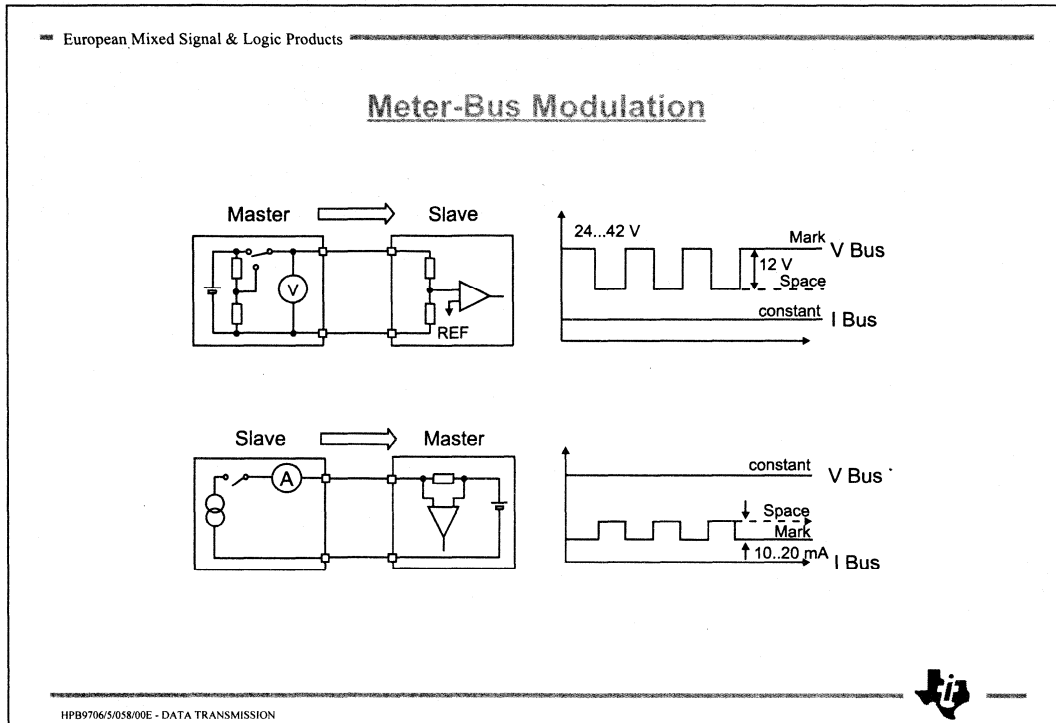 European Mixed Signal & Logic Products
Meter-Bus Modulation
Master
Slave
V
REF
24...42 V
Mark
V Bus
12 V
Space
constant
I Bus
Slave
Master
A
constant
V Bus
Space
Mark
10..20 mA
I Bus
ti
HPB9706/5/058/00E - DATA TRANSMISSION